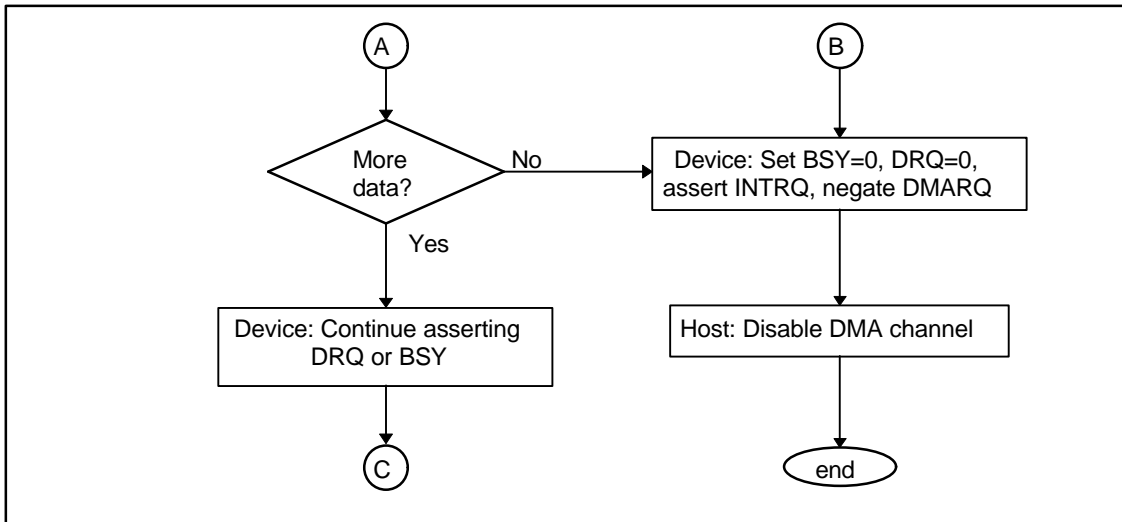 A
B
More
data?
No
Device: Set BSY=0, DRQ=0,
assert INTRQ, negate DMARQ
Yes
Device: Continue asserting
DRQ or BSY
Host: Disable DMA channel
C
end